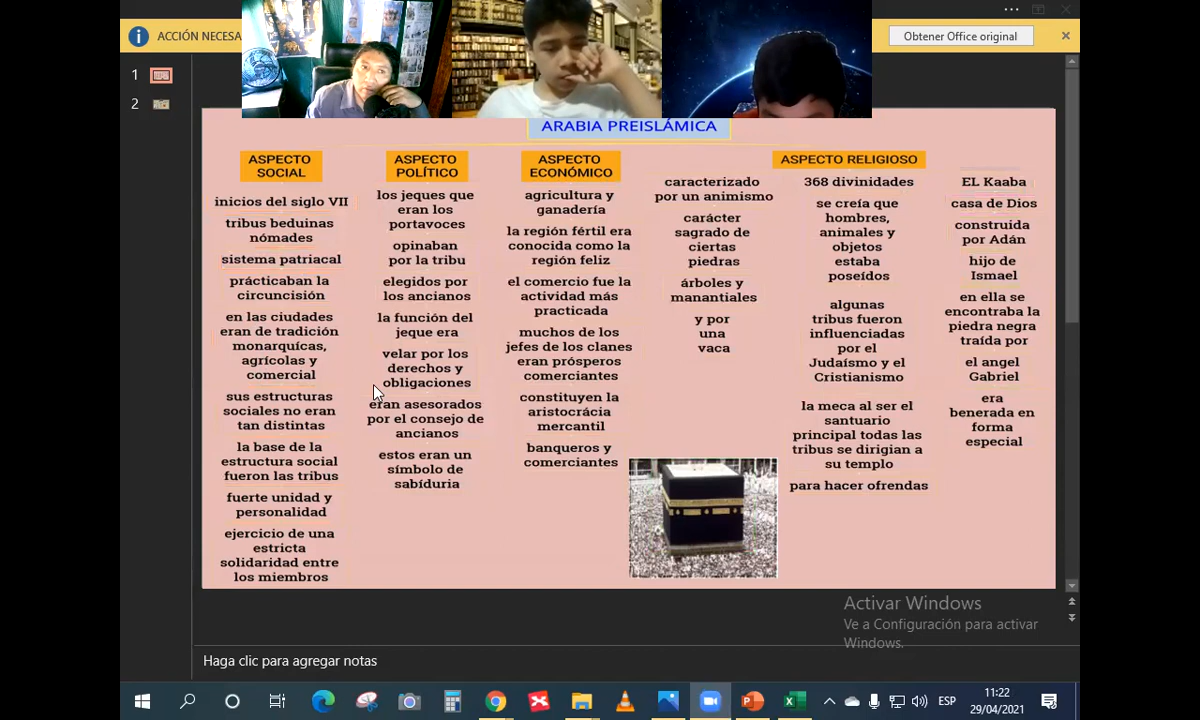 ACCIÓN NECESA
Obtener Office original
1
2
ARABIA PREISLÁMICA
ASPECTO
SOCIAL
inicios del siglo VII
tribus beduinas
nómades
sistema patriacal
prácticaban la
circuncisión
en las ciudades
eran de tradición
monarquícas,
agrícolas y
comercial
sus estructuras
sociales no eran
tan distintas
la base de la
estructura social
fueron las tribus
fuerte unidad y
personalidad
ejercicio de una
estricta
solidaridad entre
los miembros
ASPECTO
POLÍTICO
los jeques que
eran los
portavoces
opinaban
por la tribu
elegidos por
los ancianos
la función del
jeque era
velar por los
derechos y
obligaciones
eran asesorados
por el consejo de
ancianos
estos eran un
símbolo de
sabíduria
ASPECTO
ECONÓMICO
agricultura y
ganadería
la región fértil era
conocida como la
región feliz
el comercio fue la
actividad más
practicada
muchos de los
jefes de los clanes
eran prósperos
comerciantes
constituyen la
aristocrácia
mercantil
banqueros y
comerciantes
ASPECTO RELIGIOSO
caracterizado
por un animismo
carácter
sagrado de
ciertas
piedras
árboles y
manantiales
y por
una
vaca
368 divinidades
se creía que
hombres,
animales y
objetos
estaba
poseídos
algunas
tribus fueron
influenciadas
por el
Judaísmo y el
Cristianismo
la meca al ser el
santuario
principal todas las
tribus se dirigian a
su templo
para hacer ofrendas
EL Kaaba
casa de Dios
construida
por Adán
hijo de
Ismael
en ella se
encontraba la
piedra negra
traída por
el angel
Gabriel
era
benerada en
forma
especial
Activar Windows
Ve a Configuración para activar
Windows.
Haga clic para agregar notas
ESP
11:22
29/04/2021